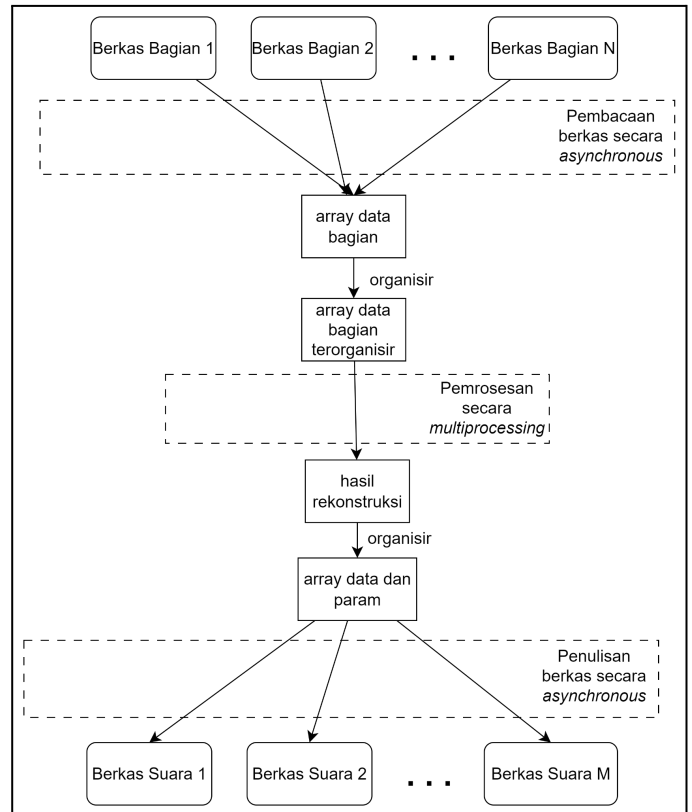 Berkas Bagian 1
Berkas Bagian 2
. . .
Berkas Bagian N
Pembacaan
berkas secara
asynchronous
array data
bagian
organisir
array data
bagian
terorganisir
Pemrosesan
secara
multiprocessing
hasil
rekonstruksi
organisir
array data dan
param
Penulisan
berkas secara
asynchronous
Berkas Suara 1
Berkas Suara 2
. . .
Berkas Suara M